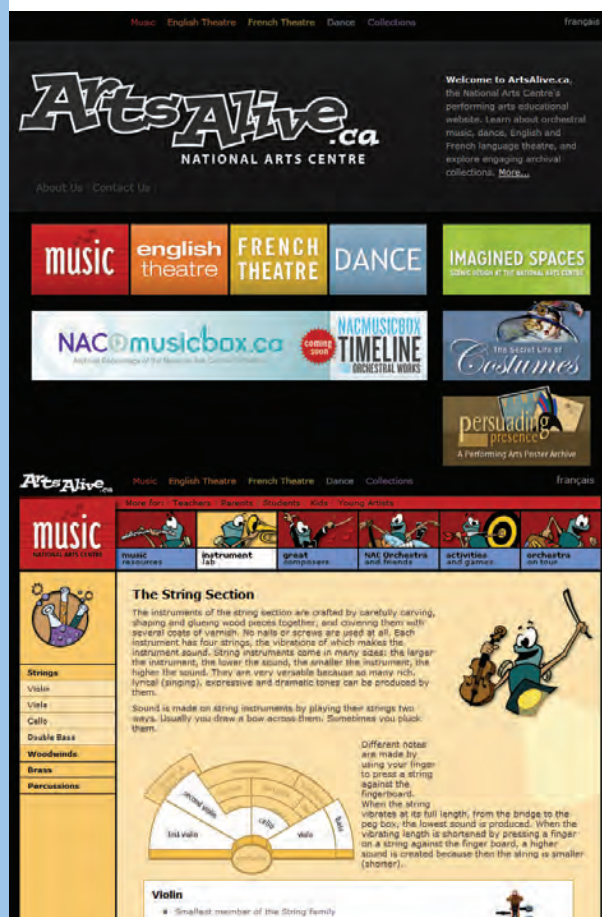 Music English Theatre French Theatre Dance Collections français
ArtsAlive.ca
NATIONAL ARTS CENTRE
About Us Contact Us
Welcome to ArtsAlive.ca,
the National Arts Centre's
performing arts educational
website. Learn about orchestral
music, dance, English and
French language theatre, and
explore engaging archival
collections. More...
music
english
theatre
FRENCH
THEATRE
DANCE
IMAGINED SPACES
SCENIC DESIGN AT THE NATIONAL ARTS CENTRE
NACmusicbox.ca
coming
soon
NACMUSICBOX
TIMELINE
ORCHESTRAL WORKS
The Secret Life of
Costumes
persuading
presence
A Performing Arts Poster Archive
ArtsAlive.ca
Music English Theatre French Theatre Dance Collections français
More for: Teachers Parents Students Kids Young Artists
music
NATIONAL ARTS CENTRE
music
resources
instrument
lab
great
composers
NAC Orchestra
and friends
activities
and games
orchestra
on tour
Strings
Violin
Viola
Cello
Double Bass
Woodwinds
Brass
Percussions
The String Section
The instruments of the string section are crafted by carefully carving,
shaping and glueing wood pieces together, and covering them with
several coats of varnish. No nails or screws are used at all. Each
instrument has four strings, the vibrations of which makes the
instrument sound. String instruments come in many sizes: the larger
the instrument, the lower the sound, the smaller the instrument, the
higher the sound. They are very versatile because so many rich,
lyrical (singing), expressive and dramatic tones can be produced by
them.
Sound is made on string instruments by playing their strings two
ways. Usually you draw a bow across them. Sometimes you pluck
them.
first violin
second violin
cello
viola
bass
Different notes
are made by
using your finger
to press a string
against the
fingerboard.
When the string
vibrates at its full length, from the bridge to the
peg box, the lowest sound is produced. When the
vibrating length is shortened by pressing a finger
on a string against the finger board, a higher
sound is created because then the string is smaller
(shorter).
Violin
Smallest member of the String family